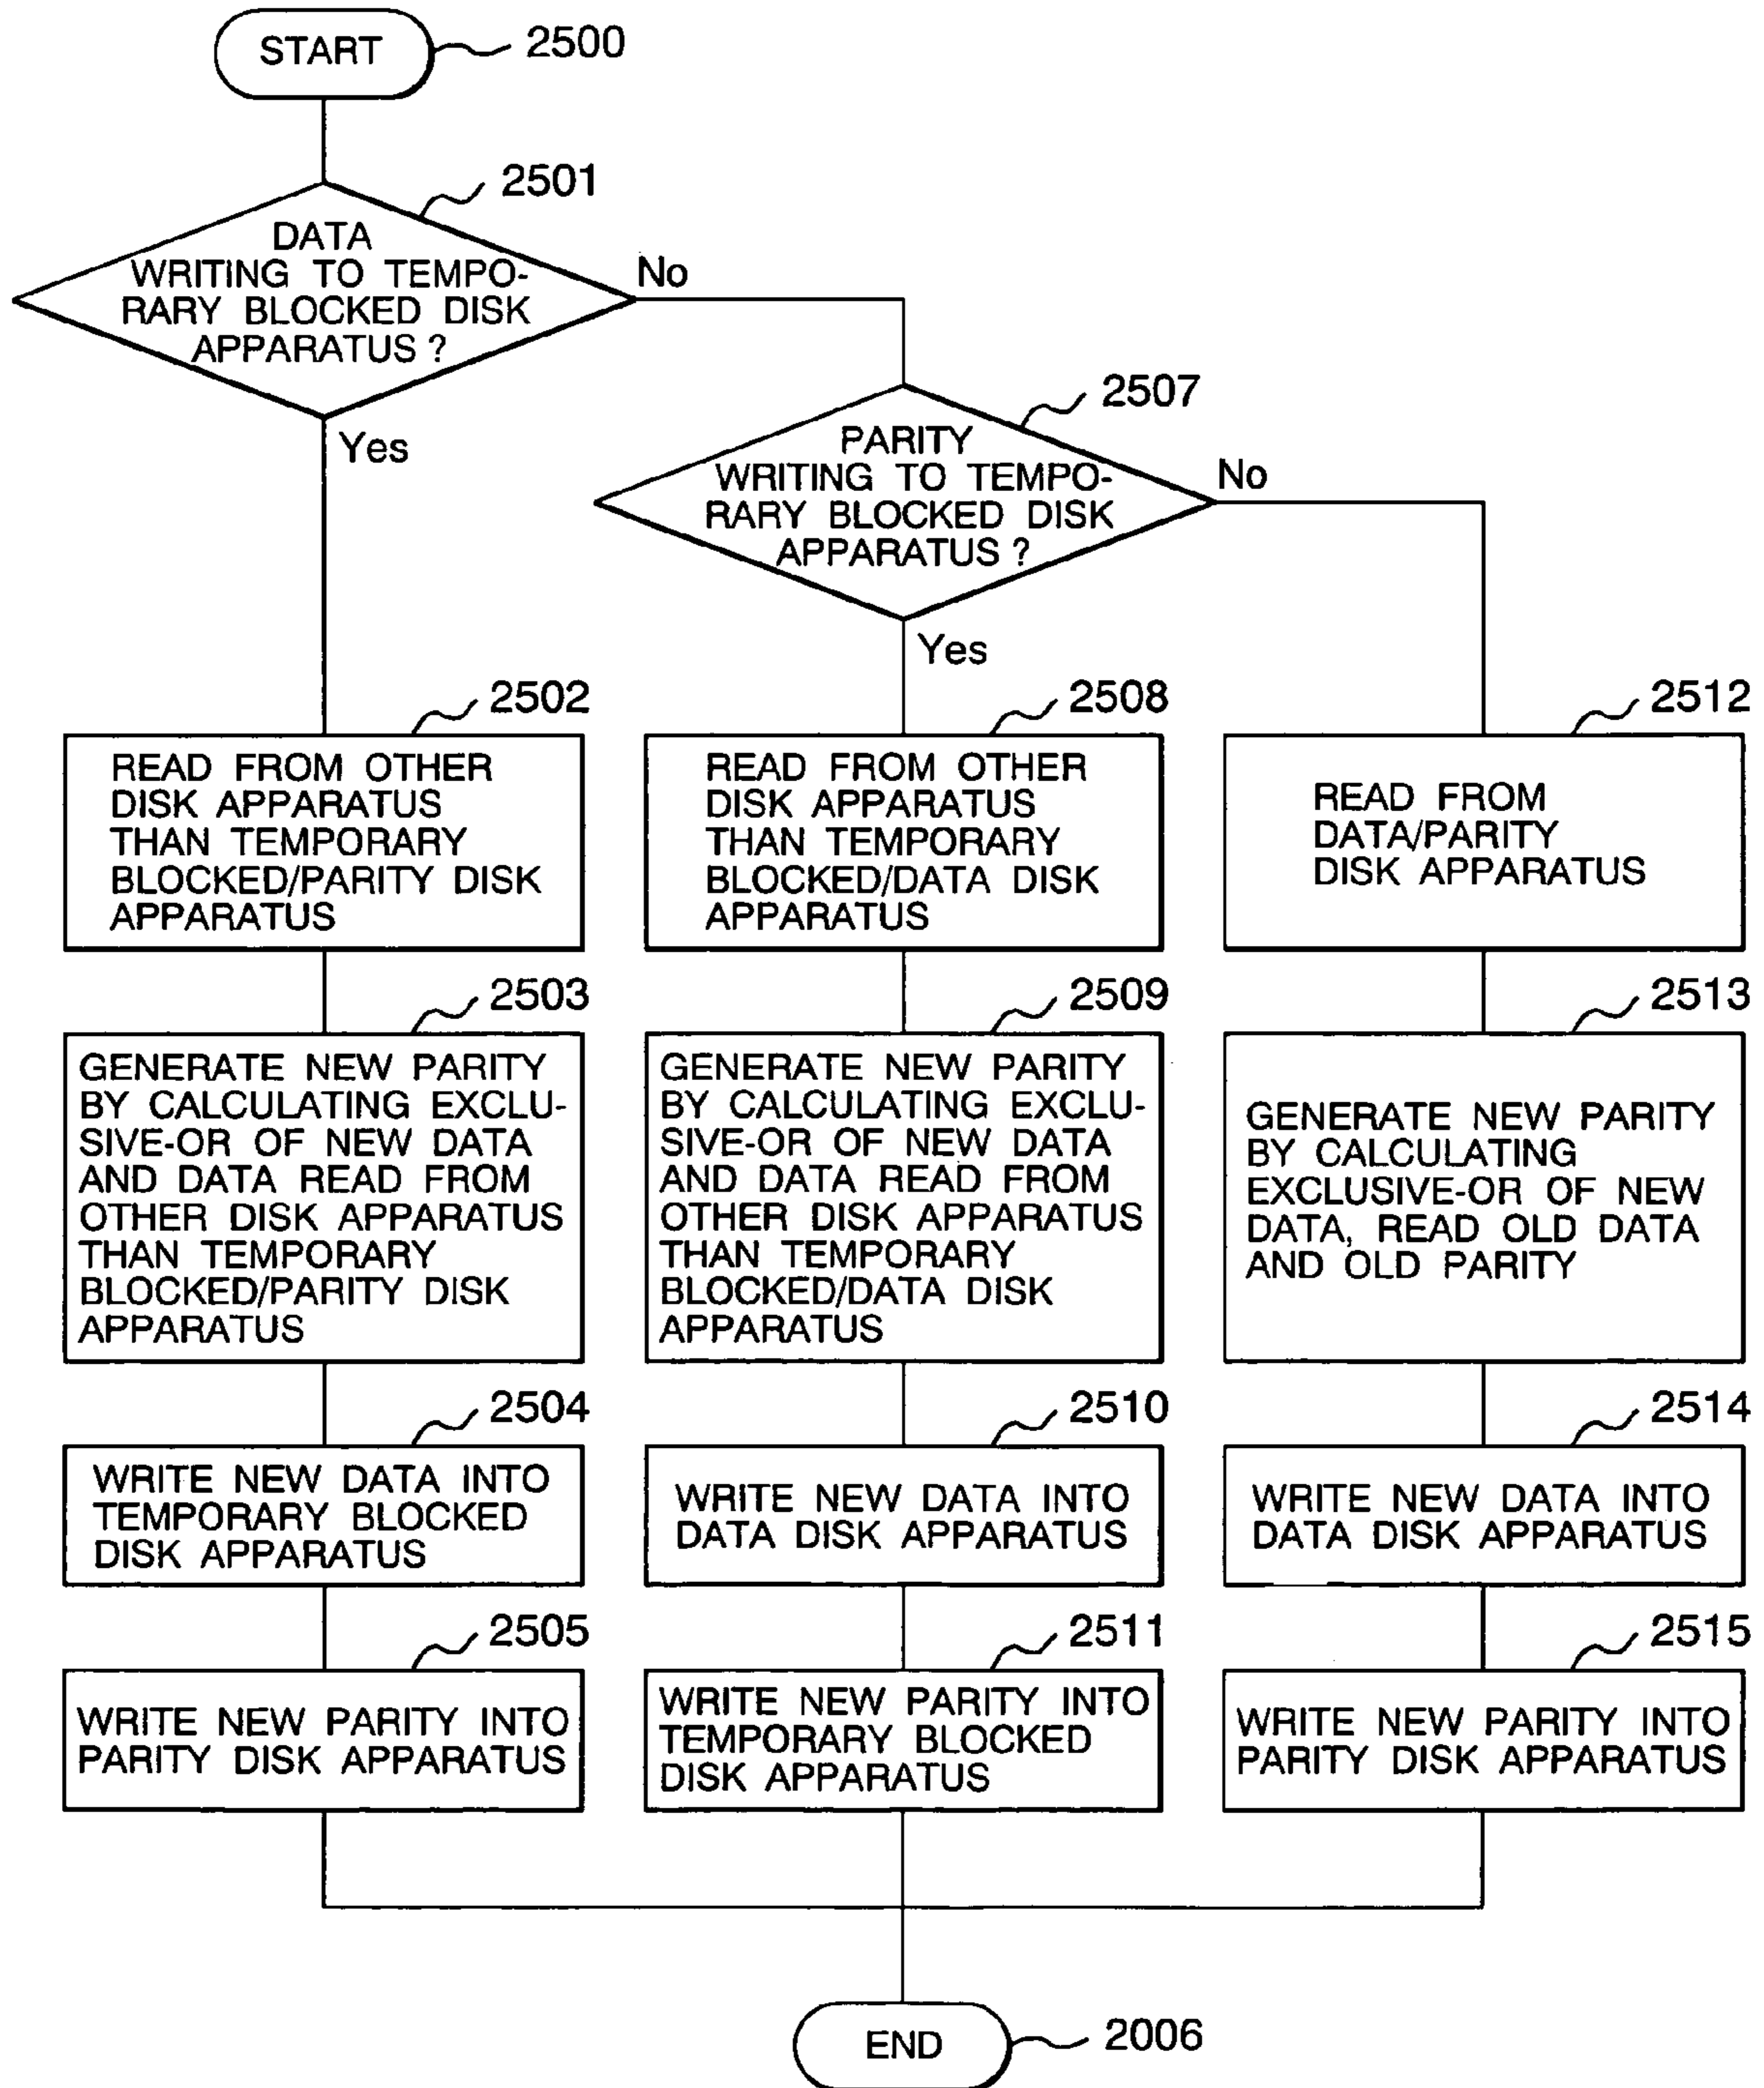 START
2500
2501
DATA
WRITING TO TEMPO-
RARY BLOCKED DISK
APPARATUS ?
No
Yes
2507
PARITY
WRITING TO TEMPO-
RARY BLOCKED DISK
APPARATUS ?
No
Yes
2502
READ FROM OTHER
DISK APPARATUS
THAN TEMPORARY
BLOCKED/PARITY DISK
APPARATUS
2508
READ FROM OTHER
DISK APPARATUS
THAN TEMPORARY
BLOCKED/DATA DISK
APPARATUS
2512
READ FROM
DATA/PARITY
DISK APPARATUS
2503
GENERATE NEW PARITY
BY CALCULATING EXCLU-
SIVE-OR OF NEW DATA
AND DATA READ FROM
OTHER DISK APPARATUS
THAN TEMPORARY
BLOCKED/PARITY DISK
APPARATUS
2509
GENERATE NEW PARITY
BY CALCULATING EXCLU-
SIVE-OR OF NEW DATA
AND DATA READ FROM
OTHER DISK APPARATUS
THAN TEMPORARY
BLOCKED/DATA DISK
APPARATUS
2513
GENERATE NEW PARITY
BY CALCULATING
EXCLUSIVE-OR OF NEW
DATA, READ OLD DATA
AND OLD PARITY
2504
WRITE NEW DATA INTO
TEMPORARY BLOCKED
DISK APPARATUS
2510
WRITE NEW DATA INTO
DATA DISK APPARATUS
2514
WRITE NEW DATA INTO
DATA DISK APPARATUS
2505
WRITE NEW PARITY INTO
PARITY DISK APPARATUS
2511
WRITE NEW PARITY INTO
TEMPORARY BLOCKED
DISK APPARATUS
2515
WRITE NEW PARITY INTO
PARITY DISK APPARATUS
END
2006